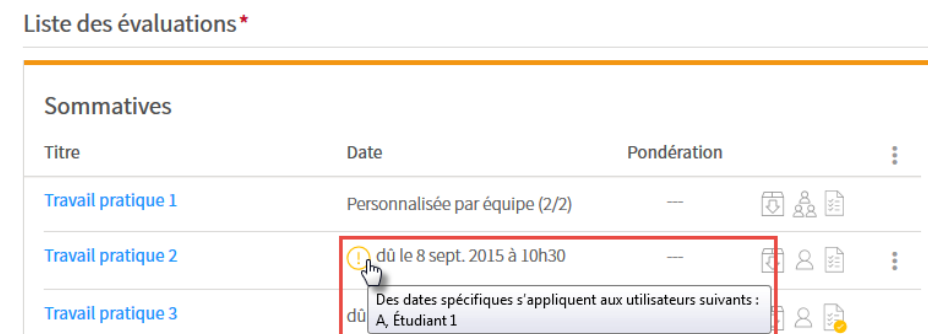 Liste des évaluations*
Sommatives
Titre Date Pondération
Travail pratique 1 Personnalisée par équipe (2/2) ---
Travail pratique 2 dû le 8 sept. 2015 à 10h30 ---
Travail pratique 3 dû
Des dates spécifiques s'appliquent aux utilisateurs suivants :
A, Étudiant 1